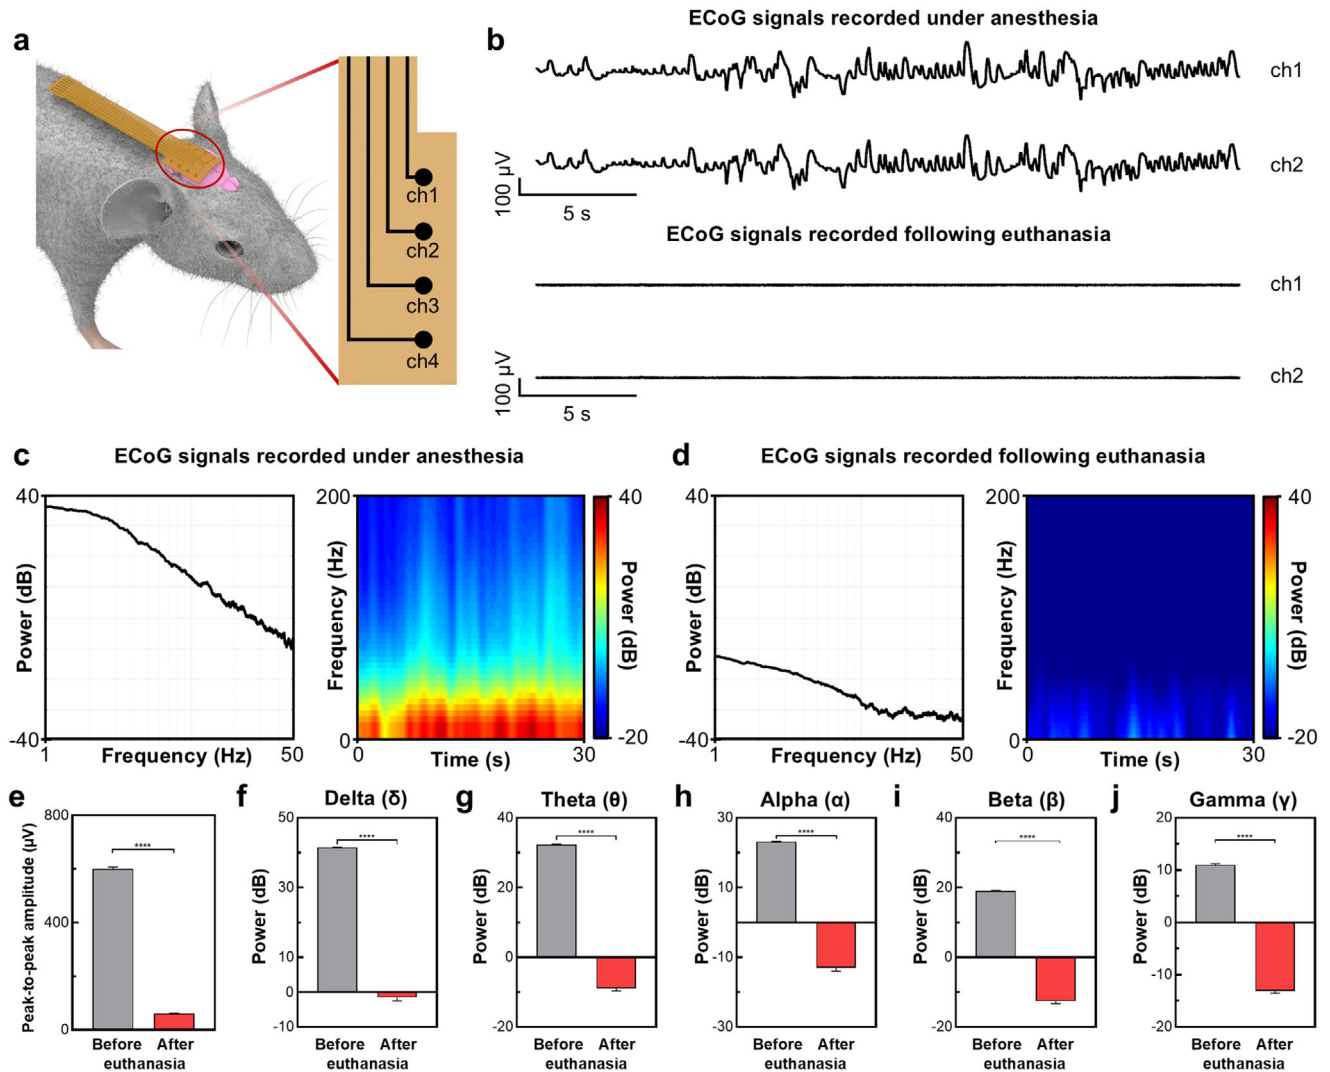 a
ch1
ch2
ch3
ch4
b
ECoG signals recorded under anesthesia
ch1
ch2
100 µV
5 s
ECoG signals recorded following euthanasia
ch1
ch2
100 µV
5 s
c
ECoG signals recorded under anesthesia
40
Power (dB)
-40
1
Frequency (Hz)
50
200
Frequency (Hz)
0
Time (s)
30
40
Power (dB)
-20
d
ECoG signals recorded following euthanasia
40
Power (dB)
-40
1
Frequency (Hz)
50
200
Frequency (Hz)
0
Time (s)
30
40
Power (dB)
-20
e
800
400
0
Peak-to-peak amplitude (µV)
****
Before After
euthanasia
f
Delta (δ)
50
40
30
20
10
0
-10
Power (dB)
****
Before After
euthanasia
g
Theta (θ)
40
20
0
-20
Power (dB)
****
Before After
euthanasia
h
Alpha (α)
30
10
-10
-30
Power (dB)
****
Before After
euthanasia
i
Beta (β)
40
20
0
-20
Power (dB)
****
Before After
euthanasia
j
Gamma (γ)
20
10
0
-10
-20
Power (dB)
****
Before After
euthanasia